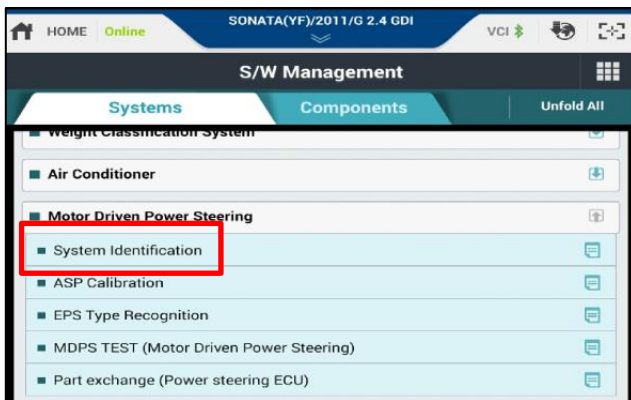 HOME Online SONATA(YF)/2011/G 2.4 GDI VCI
S/W Management
Systems Components Unfold All
Weight Classification System
Air Conditioner
Motor Driven Power Steering
System Identification
ASP Calibration
EPS Type Recognition
MDPS TEST (Motor Driven Power Steering)
Part exchange (Power steering ECU)